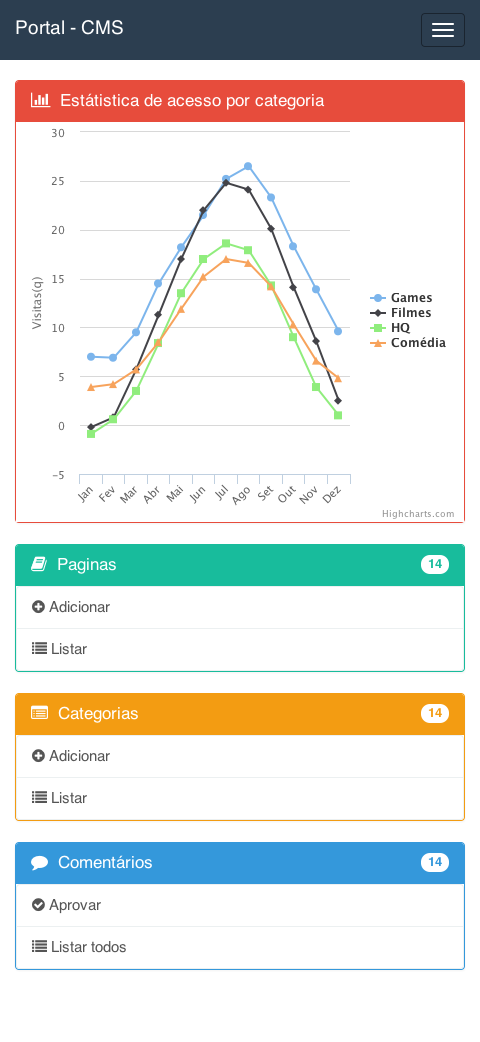 Portal - CMS
Estátistica de acesso por categoria
30
25
20
15
10
5
0
-5
Visitas(q)
Jan Fev Mar Abr Mai Jun Jul Ago Set Out Nov Dez
Games
Filmes
HQ
Comédia
Highcharts.com
Paginas 14
Adicionar
Listar
Categorias 14
Adicionar
Listar
Comentários 14
Aprovar
Listar todos